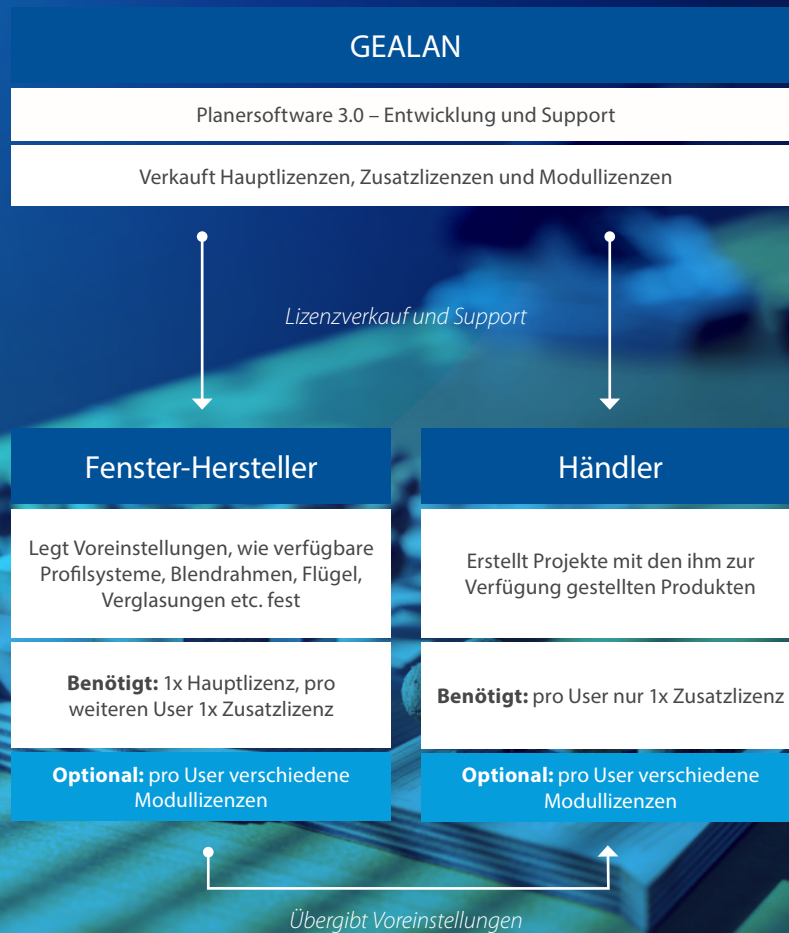 GEALAN
Planersoftware 3.0 – Entwicklung und Support
Verkauft Hauptlizenzen, Zusatzlizenzen und Modullizenzen
Lizenzverkauf und Support
Fenster-Hersteller
Legt Voreinstellungen, wie verfügbare
Profilsysteme, Blendrahmen, Flügel,
Verglasungen etc. fest
Benötigt: 1x Hauptlizenz, pro
weiteren User 1x Zusatzlizenz
Optional: pro User verschiedene
Modullizenzen
Händler
Erstellt Projekte mit den ihm zur
Verfügung gestellten Produkten
Benötigt: pro User nur 1x Zusatzlizenz
Optional: pro User verschiedene
Modullizenzen
Übergibt Voreinstellungen